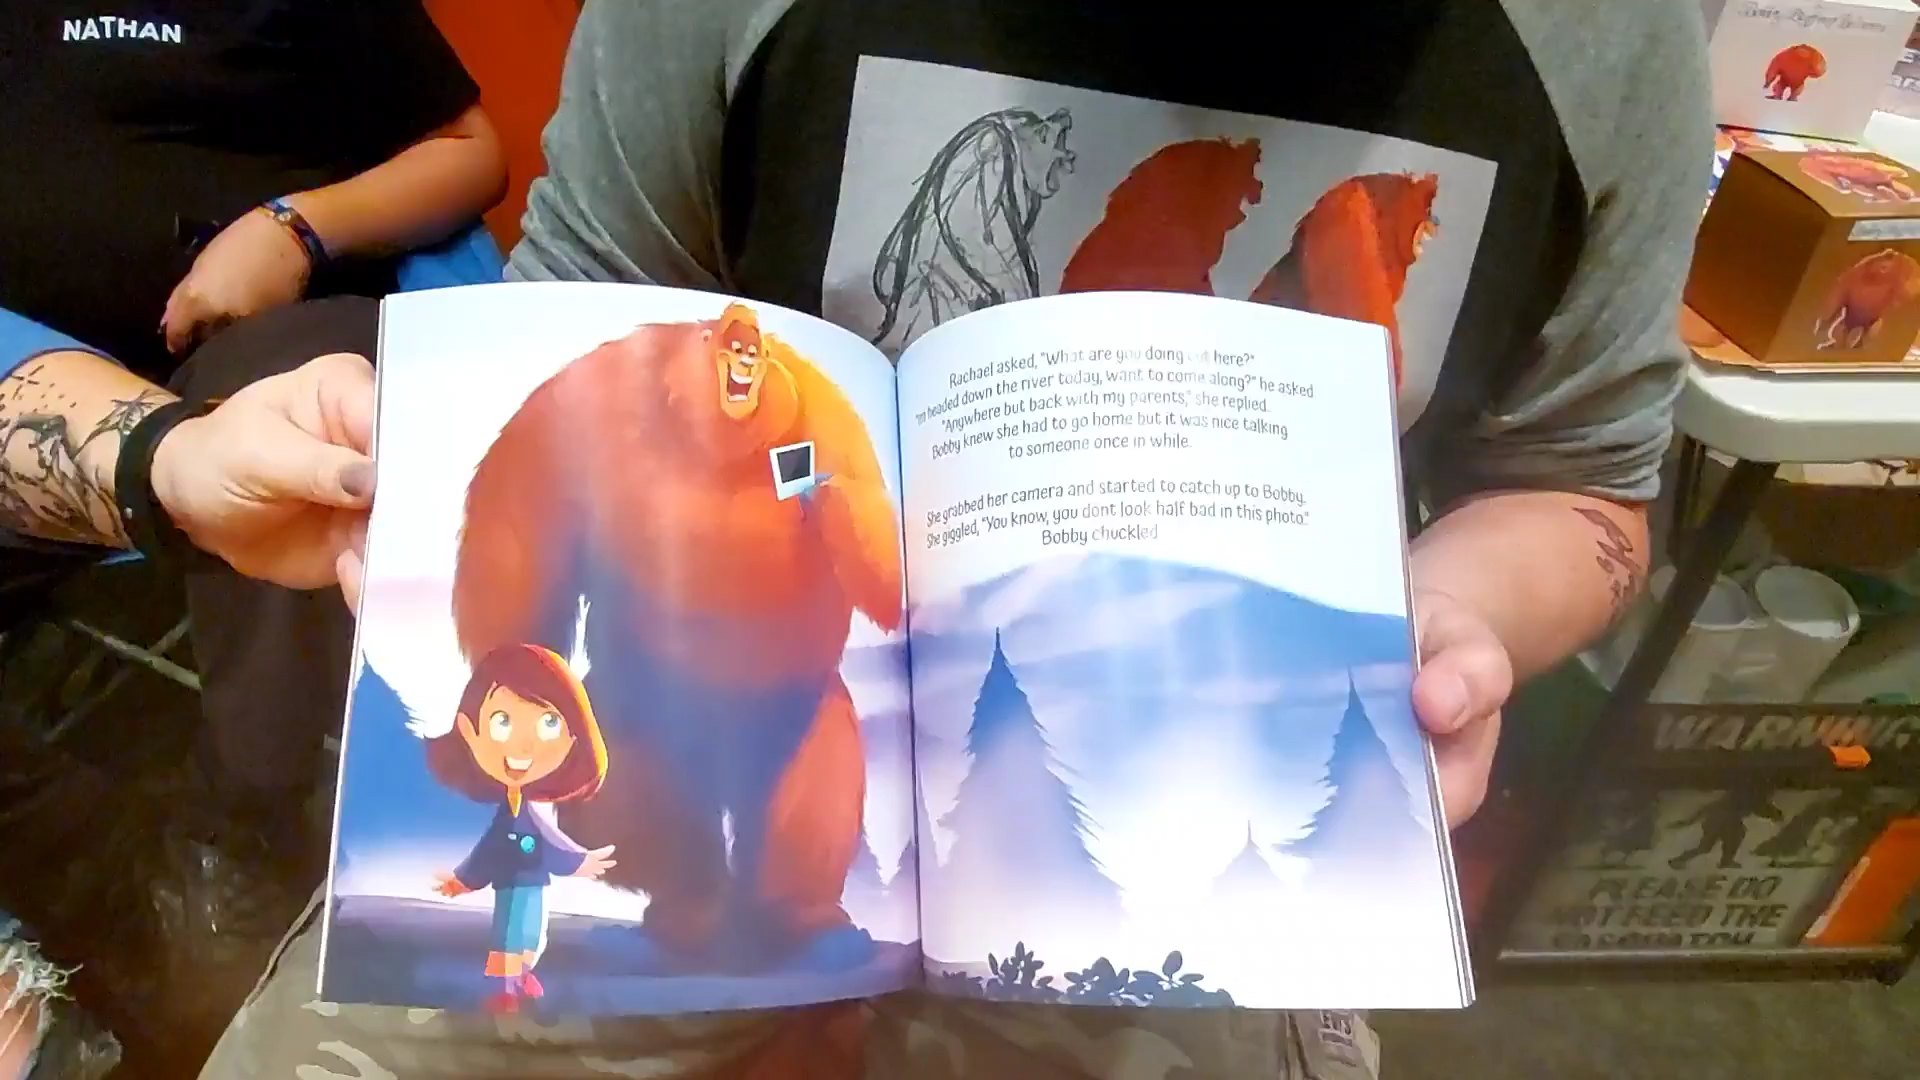 NATHAN
Rachael asked, "What are you doing out here?"
"I'm headed down the river today, want to come along?" he asked
"Anywhere but back with my parents," she replied.
Bobby knew she had to go home but it was nice talking
to someone once in while.
She grabbed her camera and started to catch up to Bobby.
She giggled, "You know, you dont look half bad in this photo."
Bobby chuckled
WARNING
PLEASE DO
NOT FEED THE
SASQUATCH